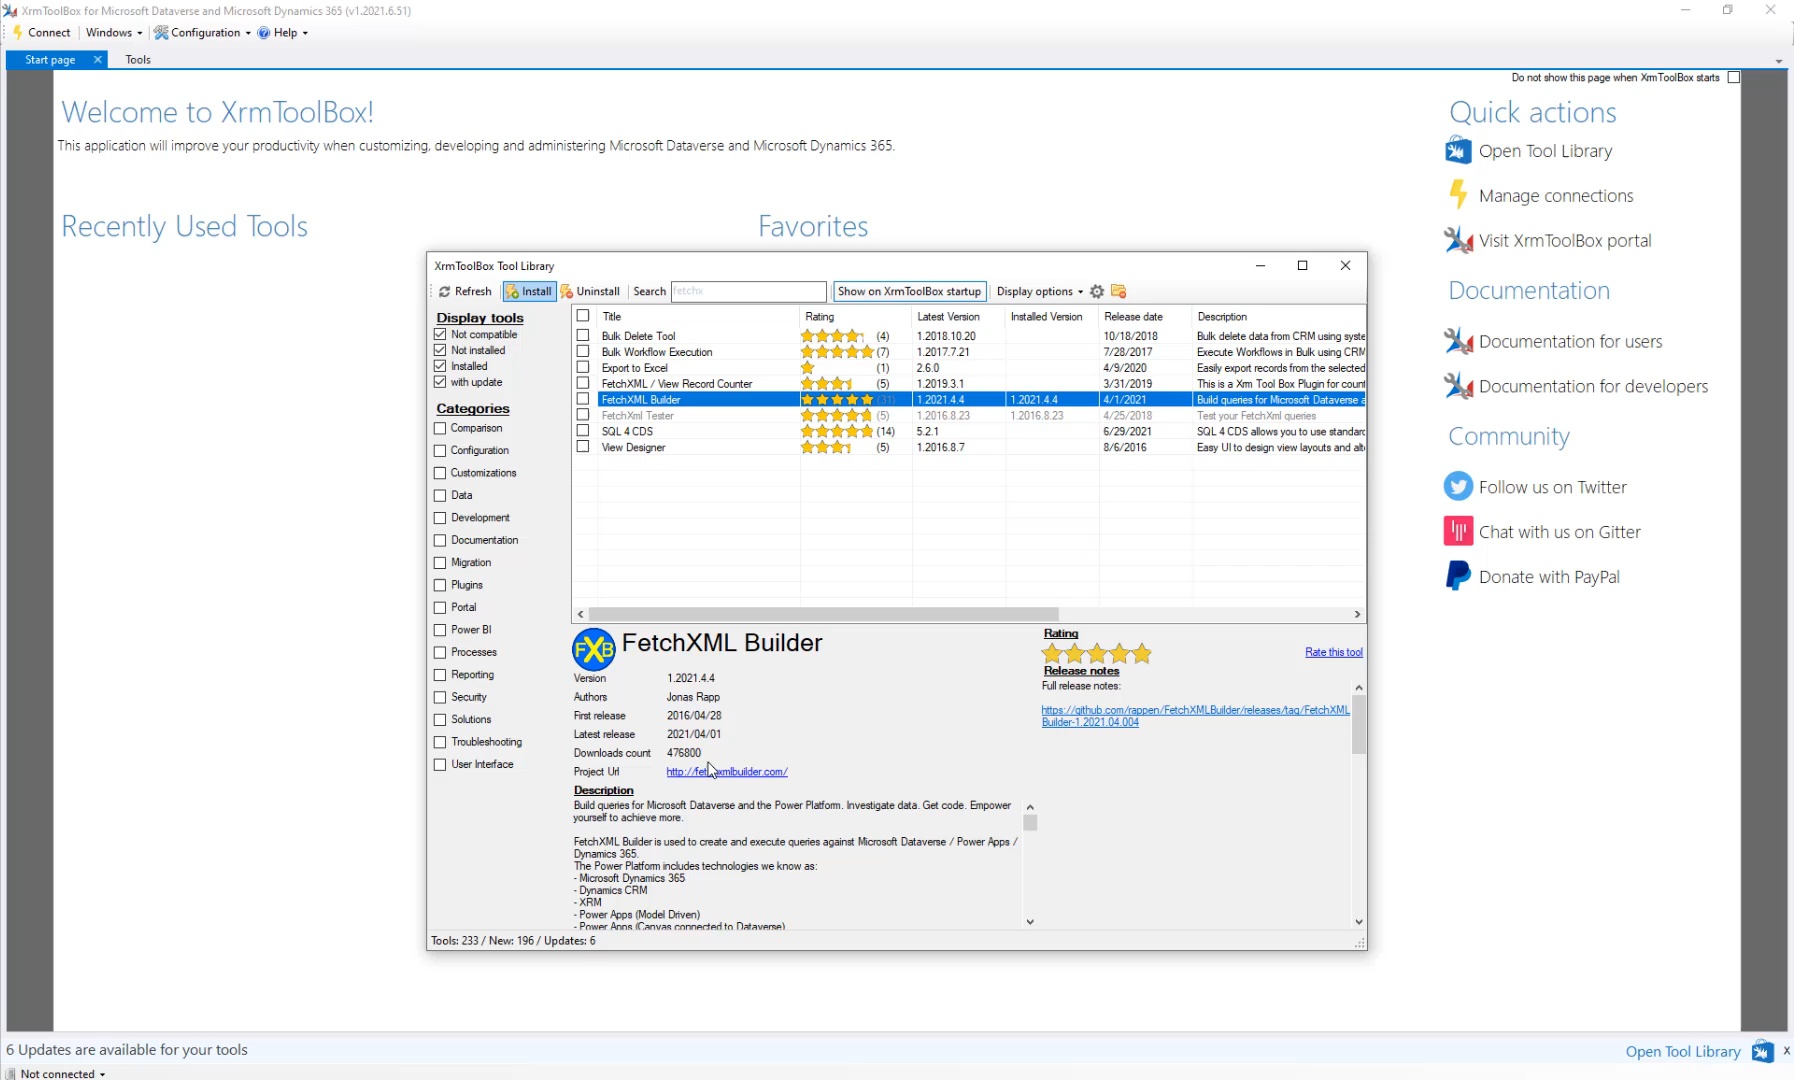 XrmToolBox for Microsoft Dataverse and Microsoft Dynamics 365 (v1.2021.6.51)
Connect Windows Configuration Help
Start page Tools
Do not show this page when XrmToolBox starts
Welcome to XrmToolBox!
This application will improve your productivity when customizing, developing and administering Microsoft Dataverse and Microsoft Dynamics 365.
Recently Used Tools
Favorites
Quick actions
Open Tool Library
Manage connections
Visit XrmToolBox portal
Documentation
Documentation for users
Documentation for developers
Community
Follow us on Twitter
Chat with us on Gitter
Donate with PayPal
XrmToolBox Tool Library
Refresh Install Uninstall Search fetchx Show on XrmToolBox startup Display options
Display tools
Not compatible
Not installed
Installed
with update
Categories
Comparison
Configuration
Customizations
Data
Development
Documentation
Migration
Plugins
Portal
Power BI
Processes
Reporting
Security
Solutions
Troubleshooting
User Interface
Title Rating Latest Version Installed Version Release date Description
Bulk Delete Tool (4) 1.2018.10.20 10/18/2018 Bulk delete data from CRM using syste
Bulk Workflow Execution (7) 1.2017.7.21 7/28/2017 Execute Workflows in Bulk using CRM
Export to Excel (1) 2.6.0 4/9/2020 Easily export records from the selected
FetchXML / View Record Counter (5) 1.2019.3.1 3/31/2019 This is a Xrm Tool Box Plugin for count
FetchXML Builder (31) 1.2021.4.4 1.2021.4.4 4/1/2021 Build queries for Microsoft Dataverse a
FetchXml Tester (5) 1.2016.8.23 1.2016.8.23 4/25/2018 Test your FetchXml queries
SQL 4 CDS (14) 5.2.1 6/29/2021 SQL 4 CDS allows you to use standard
View Designer (5) 1.2016.8.7 8/6/2016 Easy UI to design view layouts and alt
FXB FetchXML Builder
Version 1.2021.4.4
Authors Jonas Rapp
First release 2016/04/28
Latest release 2021/04/01
Downloads count 476800
Project Url http://fetchxmlbuilder.com/
Description
Build queries for Microsoft Dataverse and the Power Platform. Investigate data. Get code. Empower
yourself to achieve more.
FetchXML Builder is used to create and execute queries against Microsoft Dataverse / Power Apps /
Dynamics 365.
The Power Platform includes technologies we know as:
- Microsoft Dynamics 365
- Dynamics CRM
- XRM
- Power Apps (Model Driven)
- Power Apps (Canvas connected to Dataverse)
Rating
Rate this tool
Release notes
Full release notes:
https://github.com/rappen/FetchXMLBuilder/releases/tag/FetchXML
Builder-1.2021.04.004
Tools: 233 / New: 196 / Updates: 6
6 Updates are available for your tools
Open Tool Library X
Not connected